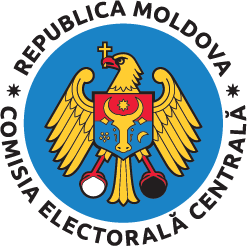 REPUBLICA MOLDOVA
COMISIA ELECTORALĂ CENTRALĂ